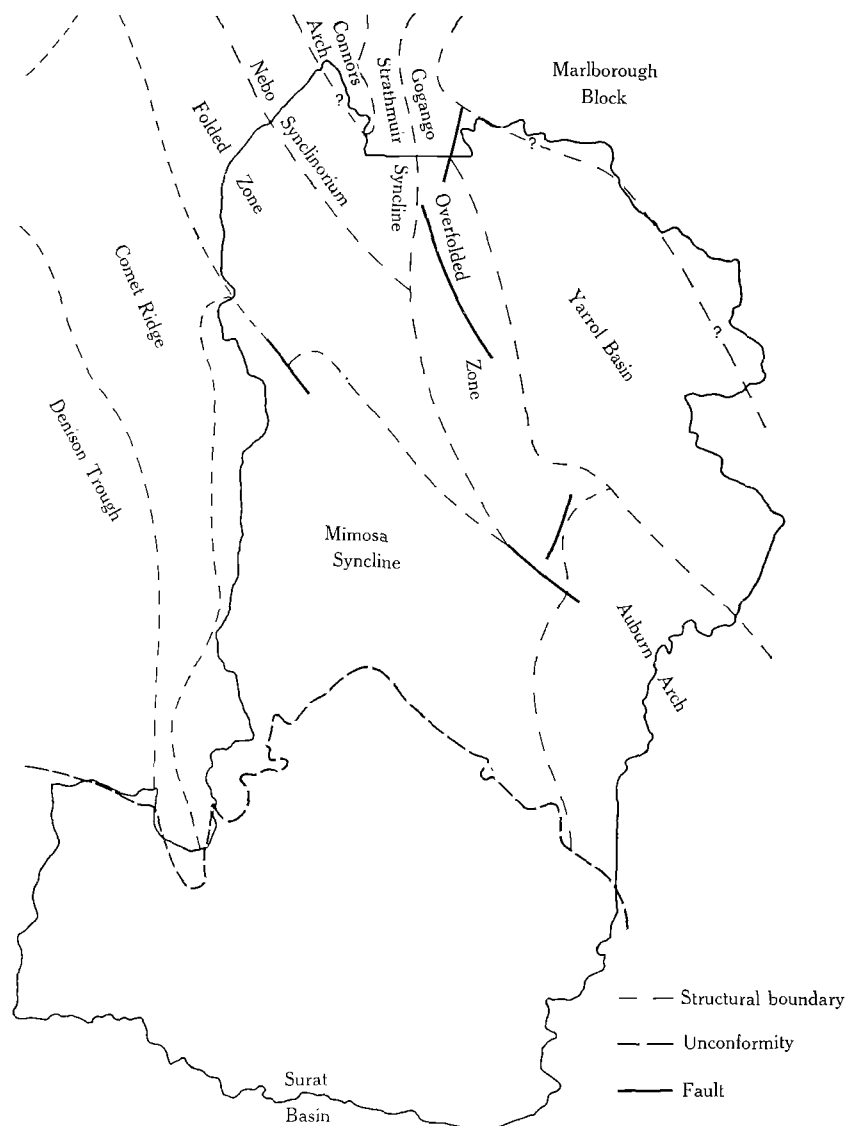 Marlborough
Block
Connors
Arch
?
Strathmuir
Syncline
Gogango
Overfolded
Zone
Nebo
Synclinorium
Folded
Zone
?
Yarrol Basin
?
Comet Ridge
Denison Trough
Mimosa
Syncline
Auburn
Arch
Structural boundary
Unconformity
Fault
Surat
Basin